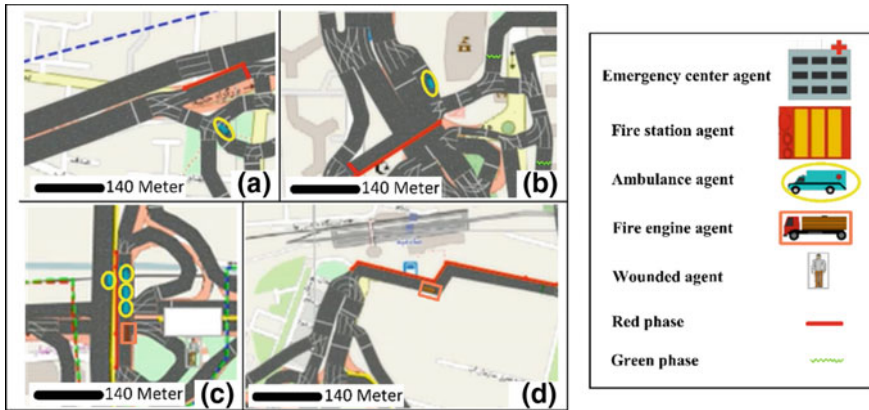 140 Meter
(a)
140 Meter
(b)
140 Meter
(c)
140 Meter
(d)
Emergency center agent
Fire station agent
Ambulance agent
Fire engine agent
Wounded agent
Red phase
Green phase